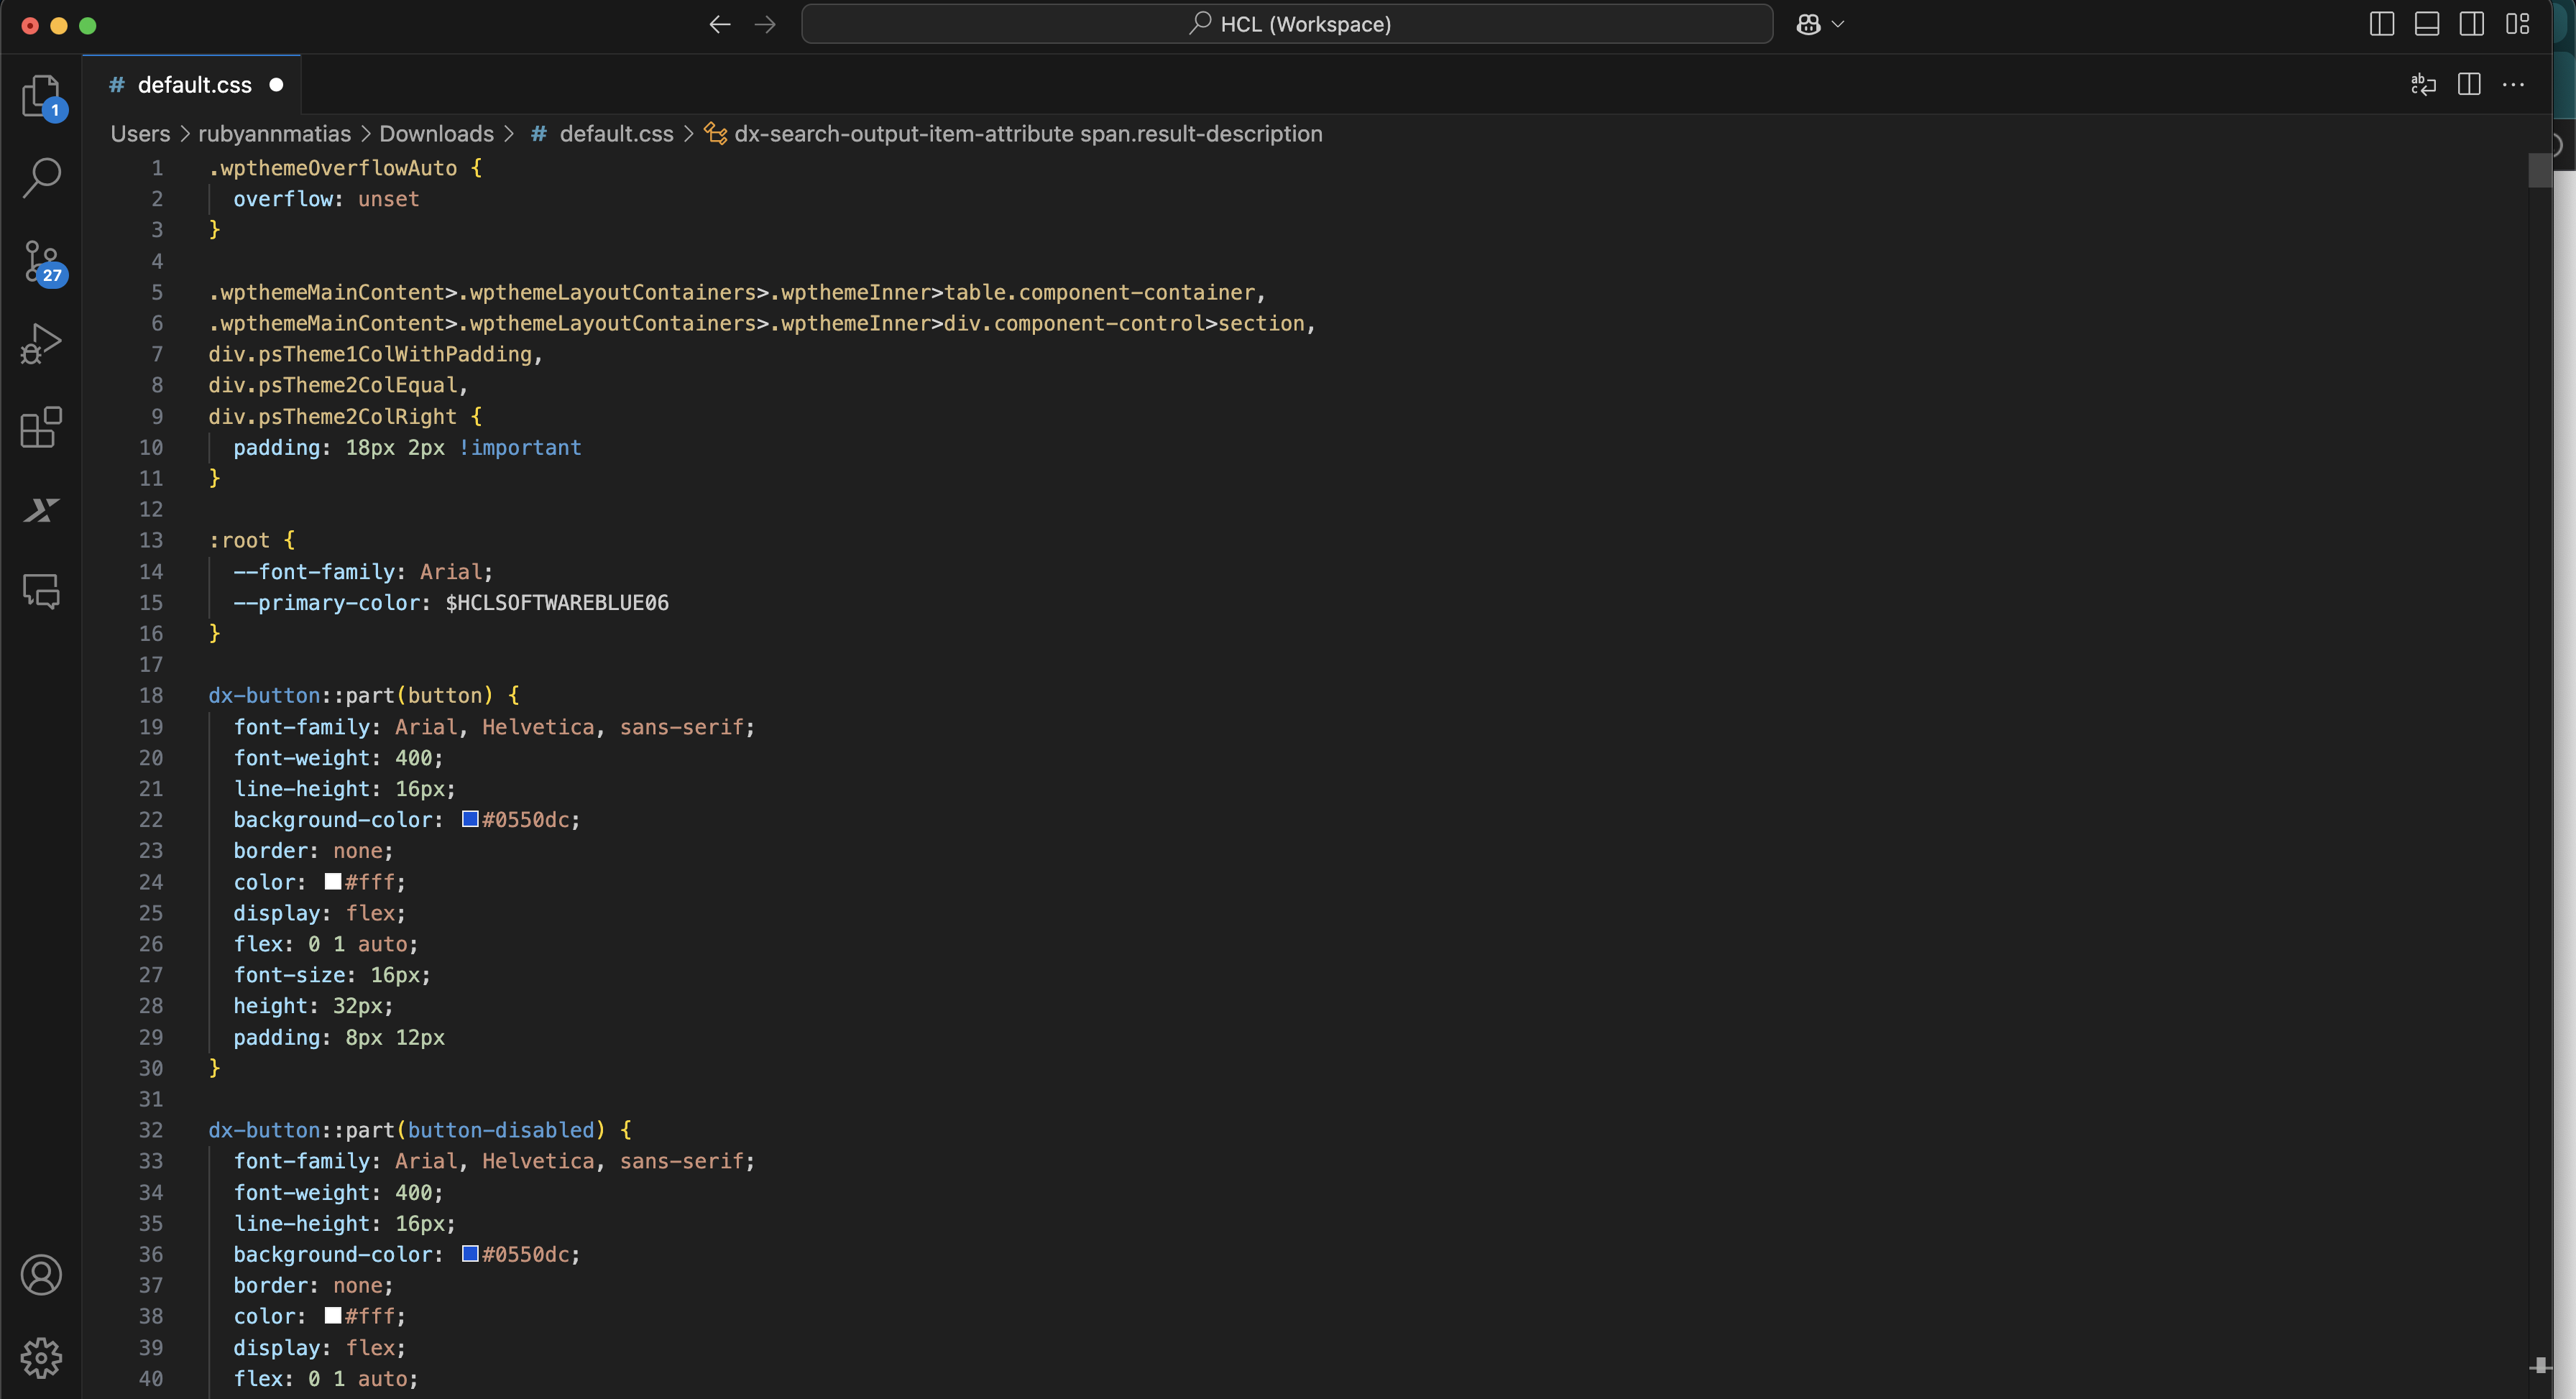 HCL (Workspace)
# default.css
1
Users > rubyannmatias > Downloads > # default.css > dx-search-output-item-attribute span.result-description
27
1 .wpthemeOverflowAuto {
2 overflow: unset
3 }
4
5 .wpthemeMainContent>.wpthemeLayoutContainers>.wpthemeInner>table.component-container,
6 .wpthemeMainContent>.wpthemeLayoutContainers>.wpthemeInner>div.component-control>section,
7 div.psTheme1ColWithPadding,
8 div.psTheme2ColEqual,
9 div.psTheme2ColRight {
10 padding: 18px 2px !important
11 }
12
13 :root {
14 --font-family: Arial;
15 --primary-color: $HCLSOFTWAREBLUE06
16 }
17
18 dx-button::part(button) {
19 font-family: Arial, Helvetica, sans-serif;
20 font-weight: 400;
21 line-height: 16px;
22 background-color: #0550dc;
23 border: none;
24 color: #fff;
25 display: flex;
26 flex: 0 1 auto;
27 font-size: 16px;
28 height: 32px;
29 padding: 8px 12px
30 }
31
32 dx-button::part(button-disabled) {
33 font-family: Arial, Helvetica, sans-serif;
34 font-weight: 400;
35 line-height: 16px;
36 background-color: #0550dc;
37 border: none;
38 color: #fff;
39 display: flex;
40 flex: 0 1 auto;